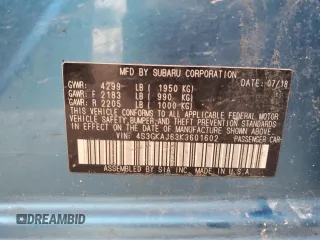 MFD BY SUBARU CORPORATION DATE: 07/18
GVWR: 4299 LB ( 1950 KG)
GAWR: F 2183 LB ( 990 KG)
GAWR: R 2205 LB ( 1000 KG)
THIS VEHICLE CONFORMS TO ALL APPLICABLE FEDERAL MOTOR
VEHICLE SAFETY, BUMPER, AND THEFT PREVENTION STANDARDS
IN EFFECT ON THE DATE OF MANUFACTURE SHOWN ABOVE.
VIN: 4S3GKAJ63K3601602 PASSENGER CAR
ASSEMBLED BY SIA INC. MADE IN U.S.A.
DREAMBID